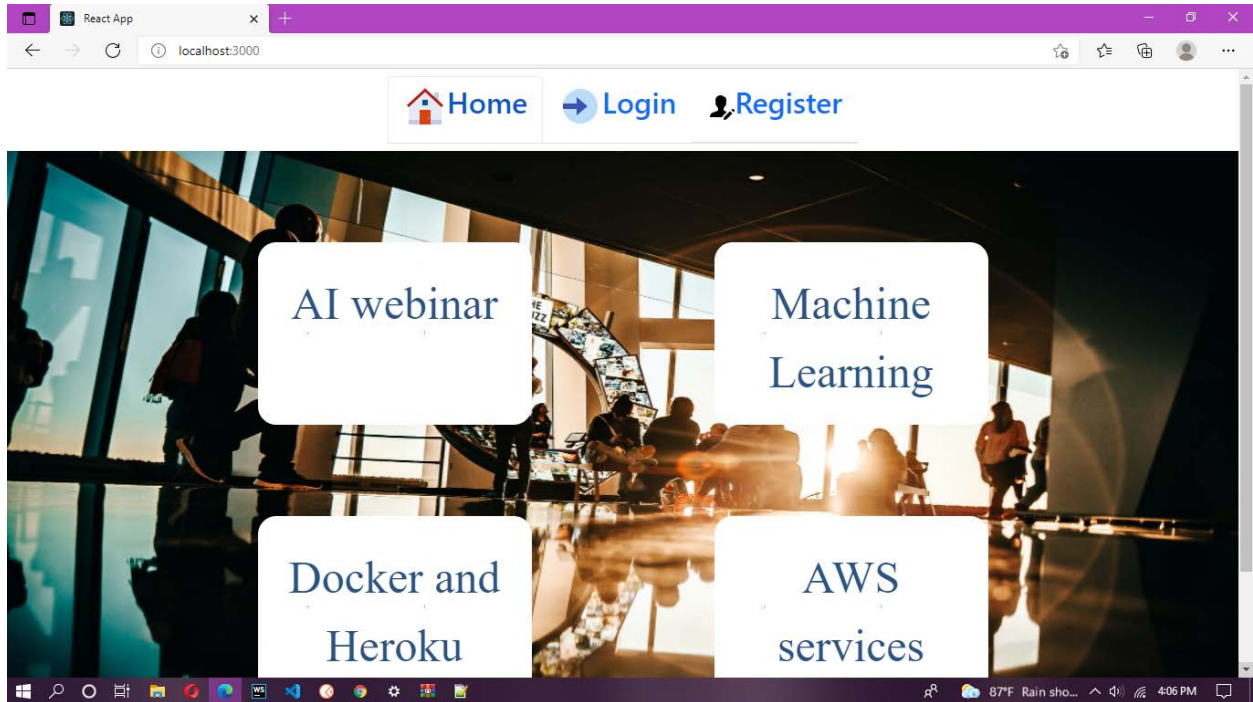 React App
localhost:3000
Home
Login
Register
AI webinar
Machine
Learning
Docker and
Heroku
AWS
services
WS
87°F Rain sho...
4:06 PM